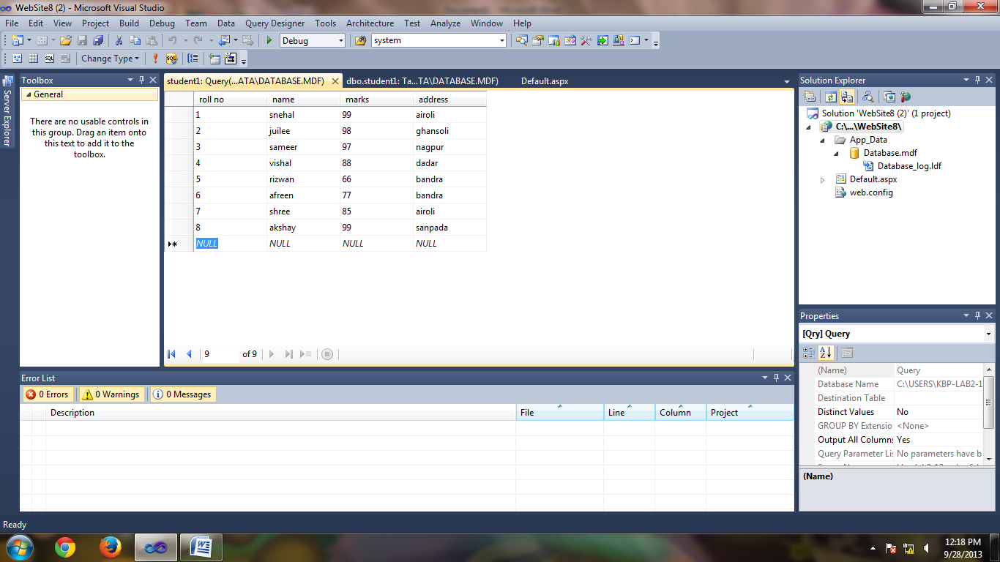 WebSite8 (2) - Microsoft Visual Studio
File Edit View Project Build Debug Team Data Query Designer Tools Architecture Test Analyze Window Help
Debug system
SQL Change Type SQL
Server Explorer
Toolbox
General
There are no usable controls in
this group. Drag an item onto
this text to add it to the
toolbox.
student1: Query(...ATA\DATABASE.MDF) dbo.student1: Ta...TA\DATABASE.MDF) Default.aspx
roll no name marks address
1 snehal 99 airoli
2 juilee 98 ghansoli
3 sameer 97 nagpur
4 vishal 88 dadar
5 rizwan 66 bandra
6 afreen 77 bandra
7 shree 85 airoli
8 akshay 99 sanpada
NULL NULL NULL NULL
9 of 9
Solution Explorer
Solution 'WebSite8 (2)' (1 project)
C:\...\WebSite8\
App_Data
Database.mdf
Database_log.ldf
Default.aspx
web.config
Properties
[Qry] Query
(Name) Query
Database Name C:\USERS\KBP-LAB2-1
Destination Table
Distinct Values No
GROUP BY Extensio <None>
Output All Columns Yes
Query Parameter Lis No parameters have b
(Name)
Error List
0 Errors 0 Warnings 0 Messages
Description File Line Column Project
Ready
12:18 PM
9/28/2013